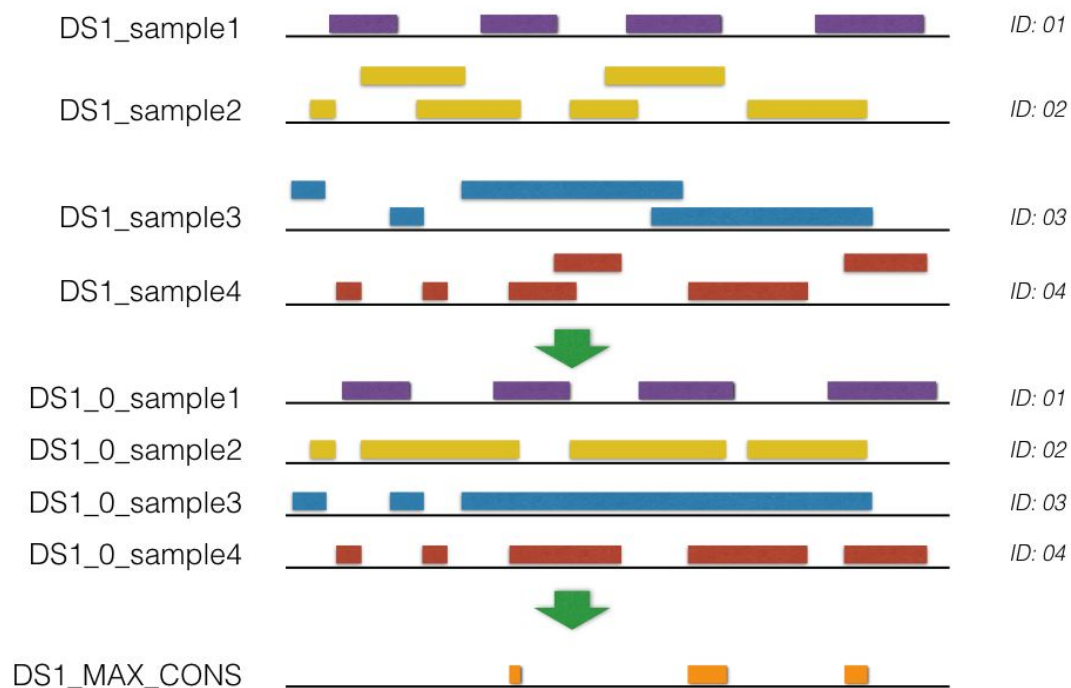 DS1_sample1 ID: 01
DS1_sample2 ID: 02
DS1_sample3 ID: 03
DS1_sample4 ID: 04
DS1_0_sample1 ID: 01
DS1_0_sample2 ID: 02
DS1_0_sample3 ID: 03
DS1_0_sample4 ID: 04
DS1_MAX_CONS